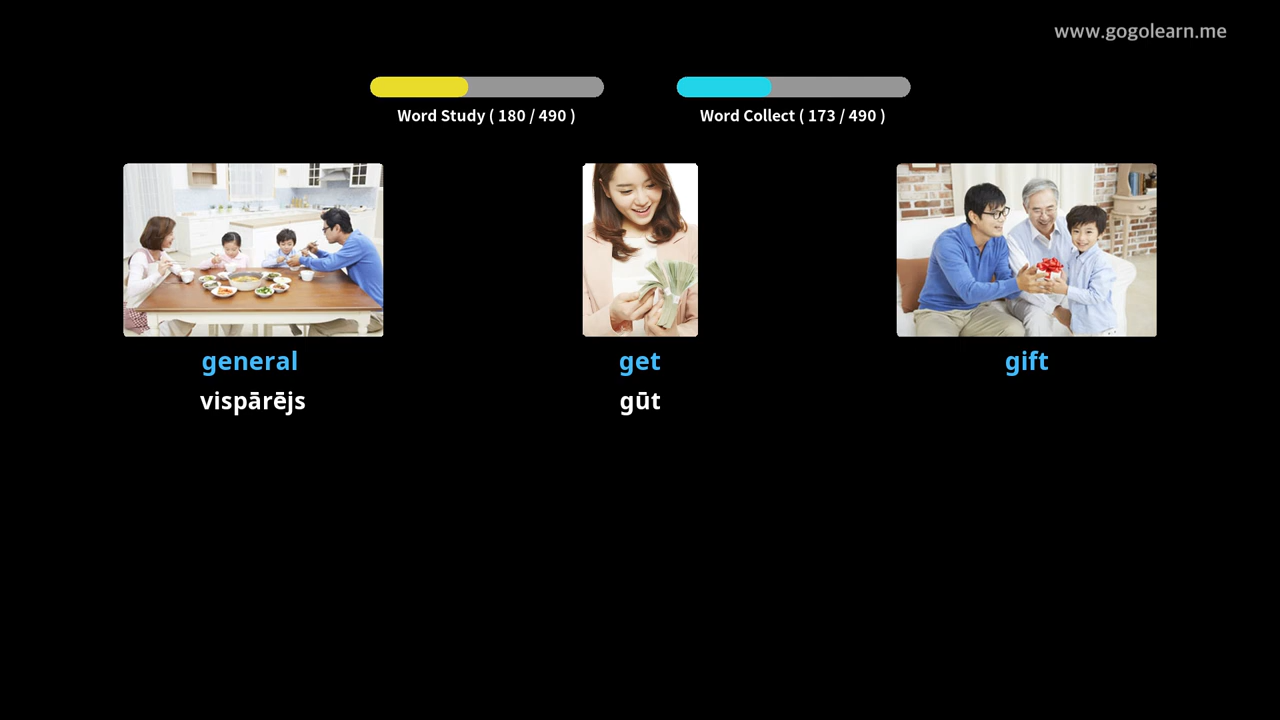 www.gogolearn.me
Word Study ( 180 / 490 )
Word Collect ( 173 / 490 )
general
get
gift
vispārējs
gūt